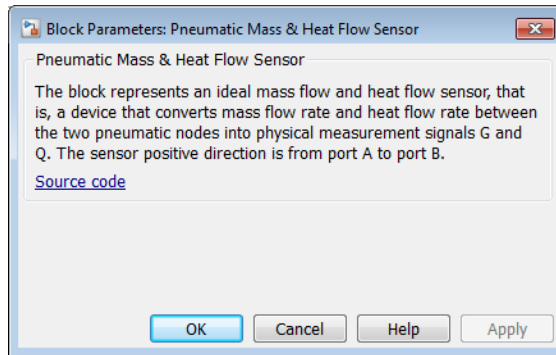 Block Parameters: Pneumatic Mass & Heat Flow Sensor
Pneumatic Mass & Heat Flow Sensor
The block represents an ideal mass flow and heat flow sensor, that
is, a device that converts mass flow rate and heat flow rate between
the two pneumatic nodes into physical measurement signals G and
Q. The sensor positive direction is from port A to port B.
Source code
OK Cancel Help Apply